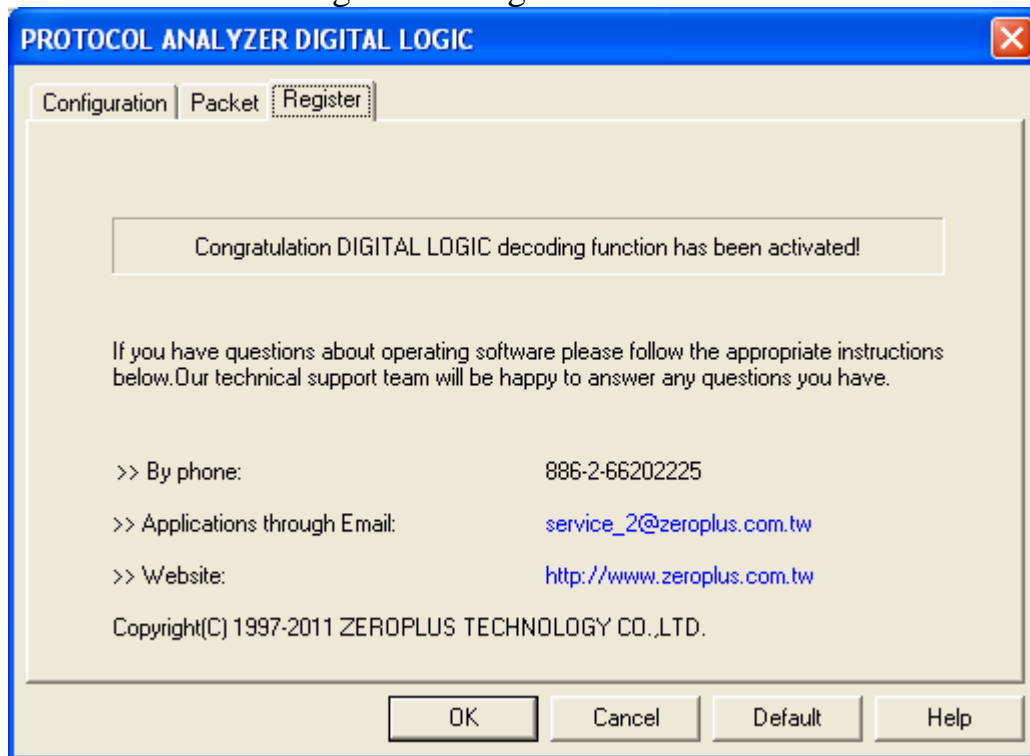 PROTOCOL ANALYZER DIGITAL LOGIC
Configuration Packet Register
Congratulation DIGITAL LOGIC decoding function has been activated!
If you have questions about operating software please follow the appropriate instructions
below.Our technical support team will be happy to answer any questions you have.
>> By phone: 886-2-66202225
>> Applications through Email: service_2@zeroplus.com.tw
>> Website: http://www.zeroplus.com.tw
Copyright(C) 1997-2011 ZEROPLUS TECHNOLOGY CO.,LTD.
OK Cancel Default Help